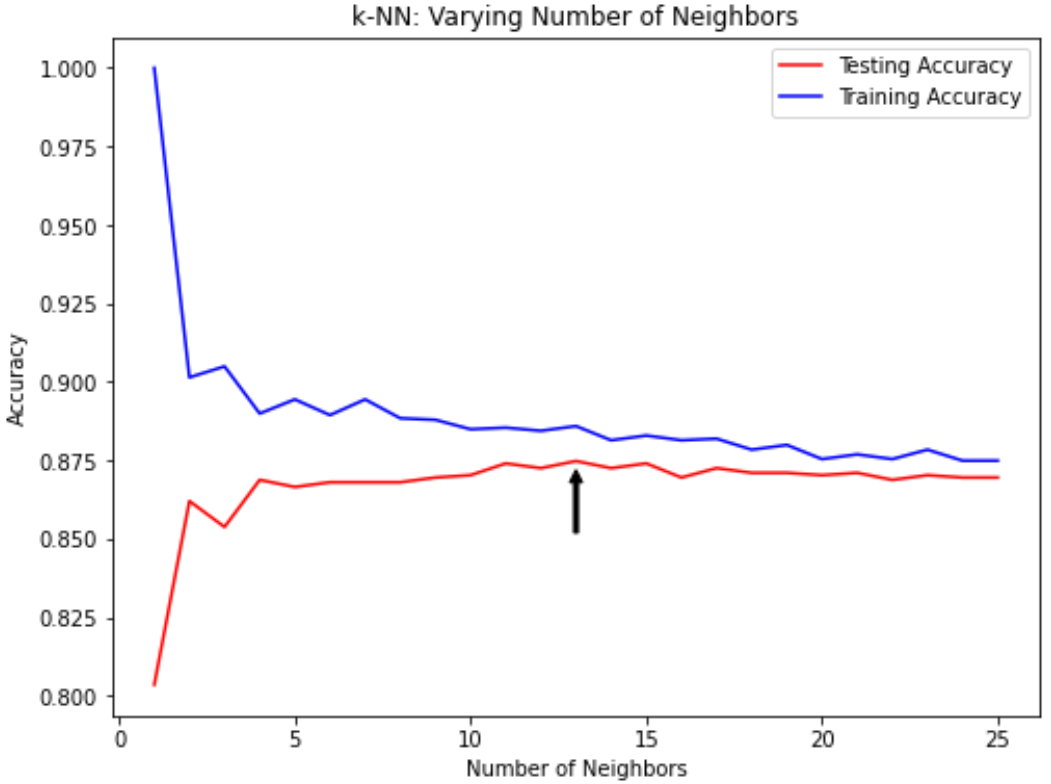 k-NN: Varying Number of Neighbors
Testing Accuracy
Training Accuracy
1.000
0.975
0.950
0.925
0.900
0.875
0.850
0.825
0.800
Accuracy
0 5 10 15 20 25
Number of Neighbors